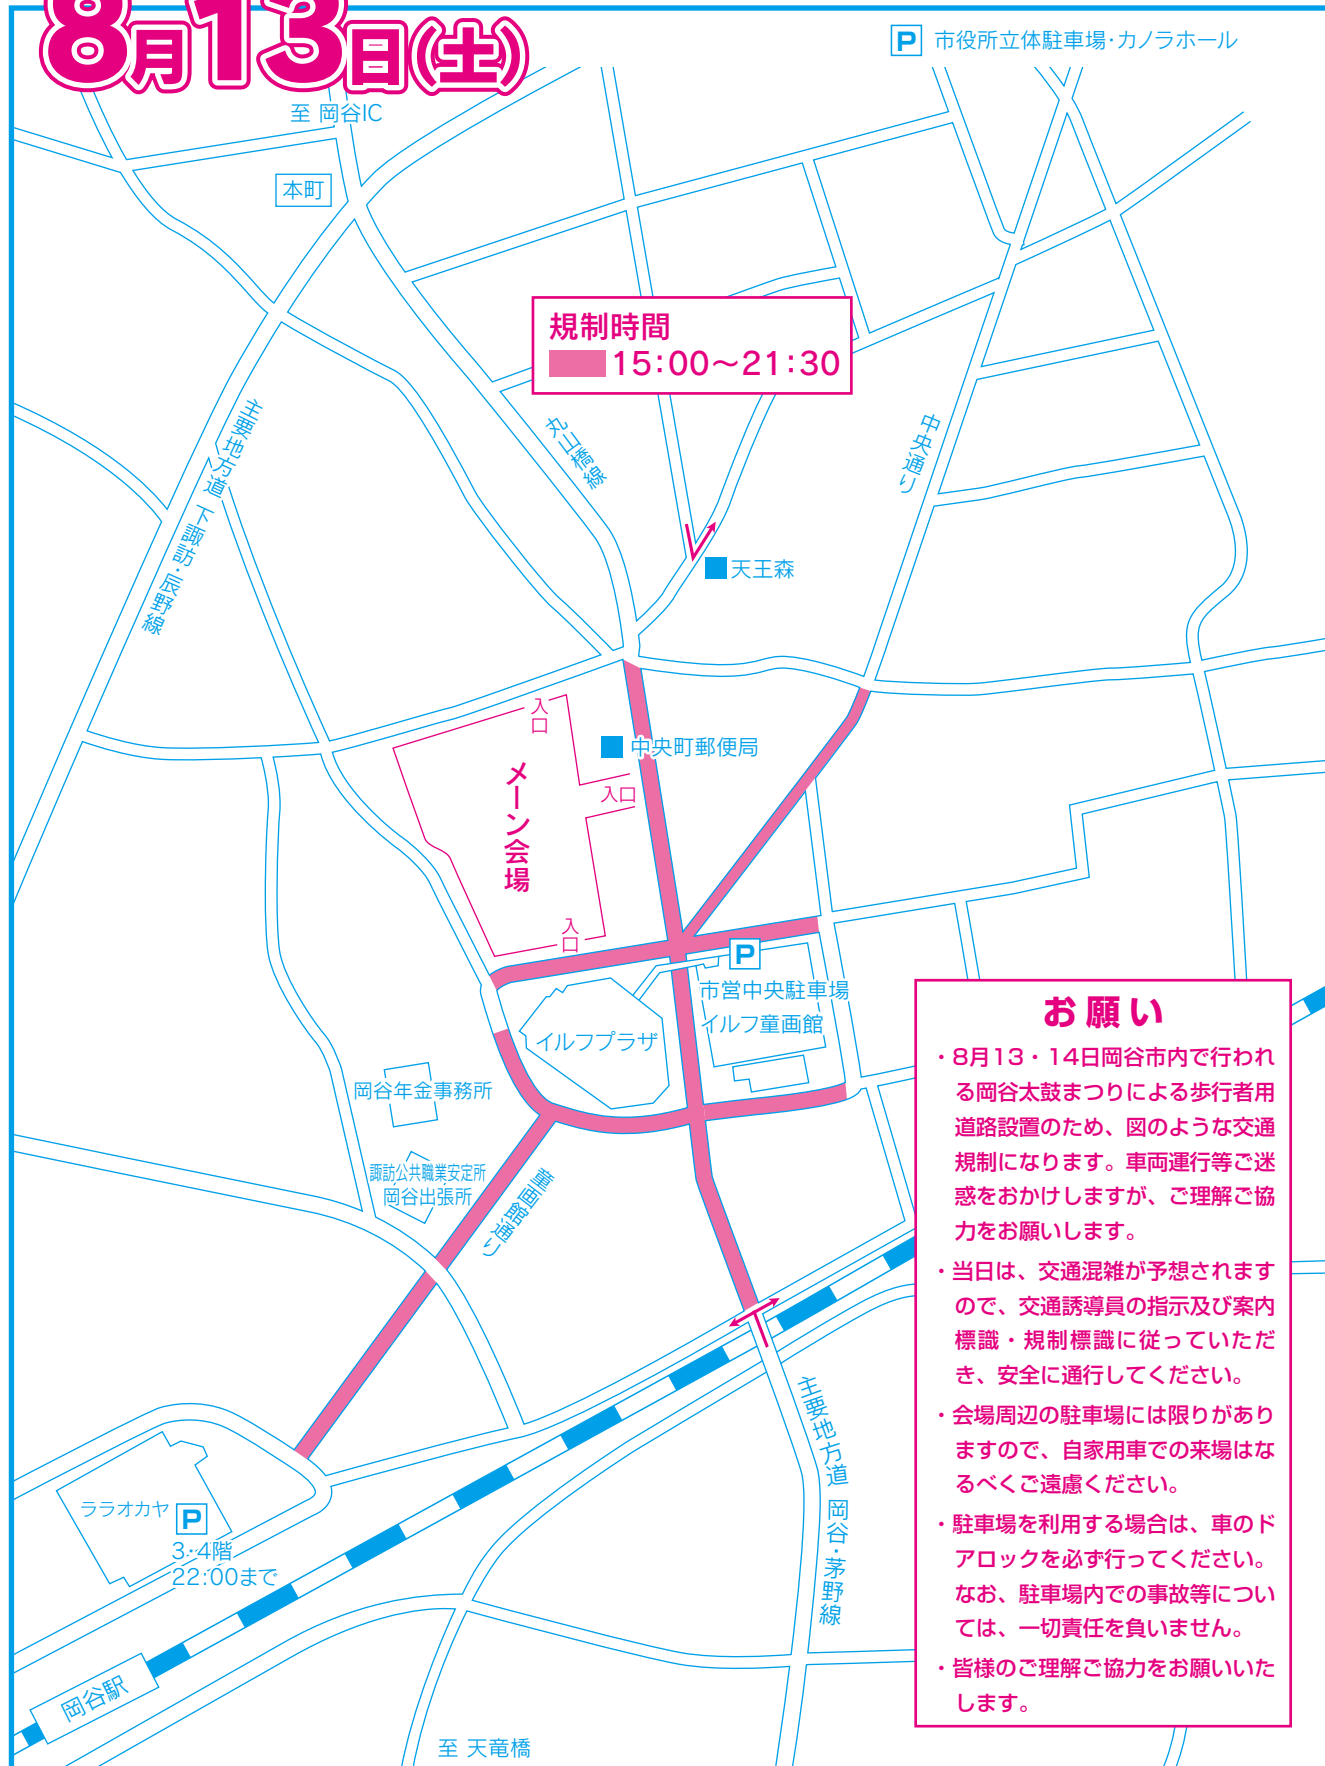 8月13日(土)
P 市役所立体駐車場・カノラホール
至 岡谷IC
本町
規制時間
15:00～21:30
主要地方道 下諏訪・辰野線
丸山橋線
中央通り
天王森
入口
中央町郵便局
メーン会場
入口
入口
P
市営中央駐車場
イルフ童画館
イルフプラザ
岡谷年金事務所
諏訪公共職業安定所
岡谷出張所
童画館通り
主要地方道 岡谷・茅野線
ララオカヤ
P
3・4階
22:00まで
岡谷駅
至 天竜橋
お願い
・8月13・14日岡谷市内で行われ
る岡谷太鼓まつりによる歩行者用
道路設置のため、図のような交通
規制になります。車両運行等ご迷
惑をおかけしますが、ご理解ご協
力をお願いします。
・当日は、交通混雑が予想されます
ので、交通誘導員の指示及び案内
標識・規制標識に従っていただ
き、安全に通行してください。
・会場周辺の駐車場には限りがあり
ますので、自家用車での来場はな
るべくご遠慮ください。
・駐車場を利用する場合は、車のド
アロックを必ず行ってください。
なお、駐車場内での事故等につい
ては、一切責任を負いません。
・皆様のご理解ご協力をお願いいた
します。